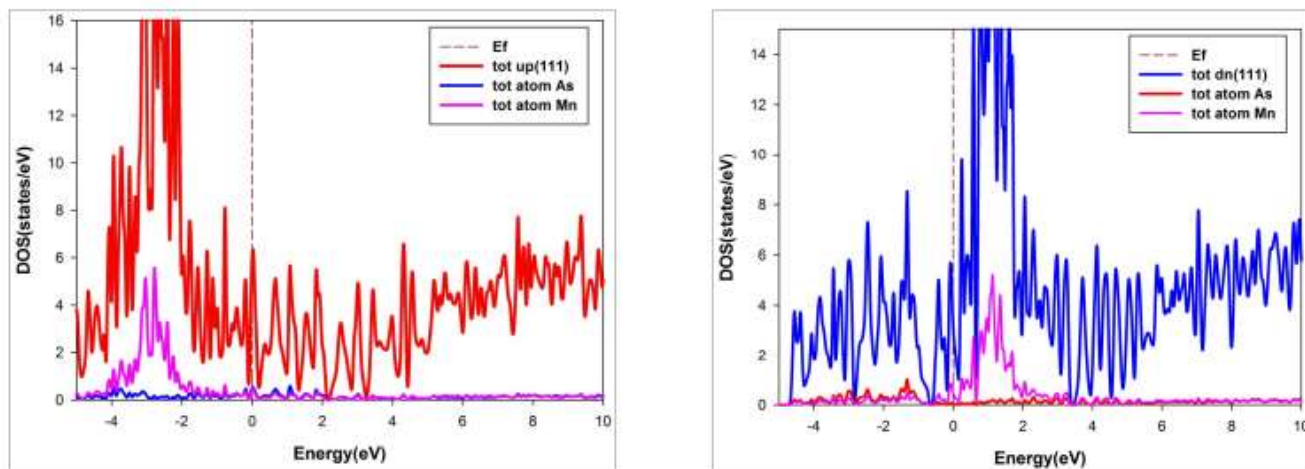 16
14
12
10
8
6
4
2
0
DOS(states/eV)
Ef
tot up(111)
tot atom As
tot atom Mn
-4 -2 0 2 4 6 8 10
Energy(eV)
14
12
10
8
6
4
2
0
DOS(states/eV)
Ef
tot dn(111)
tot atom As
tot atom Mn
-4 -2 0 2 4 6 8 10
Energy(eV)